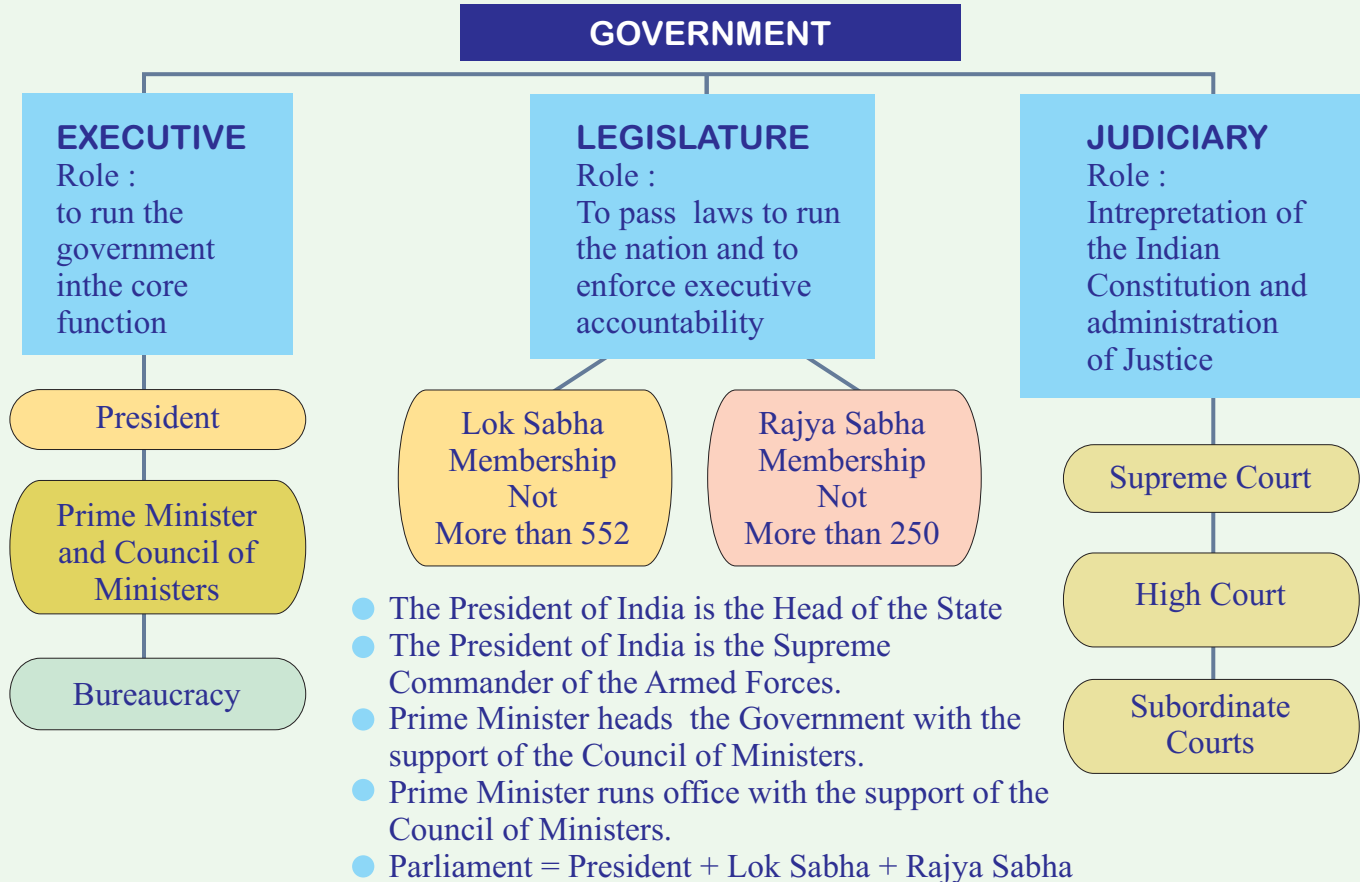 GOVERNMENT
EXECUTIVE
Role :
to run the
government
inthe core
function
President
Prime Minister
and Council of
Ministers
Bureaucracy
LEGISLATURE
Role :
To pass  laws to run
the nation and to
enforce executive
accountability
Lok Sabha
Membership
Not
More than 552
Rajya Sabha
Membership
Not
More than 250
JUDICIARY
Role :
Intrepretation of
the Indian
Constitution and
administration
of Justice
Supreme Court
High Court
Subordinate
Courts
The President of India is the Head of the State
The President of India is the Supreme
Commander of the Armed Forces.
Prime Minister heads  the Government with the
support of the Council of Ministers.
Prime Minister runs office with the support of the
Council of Ministers.
Parliament = President + Lok Sabha + Rajya Sabha